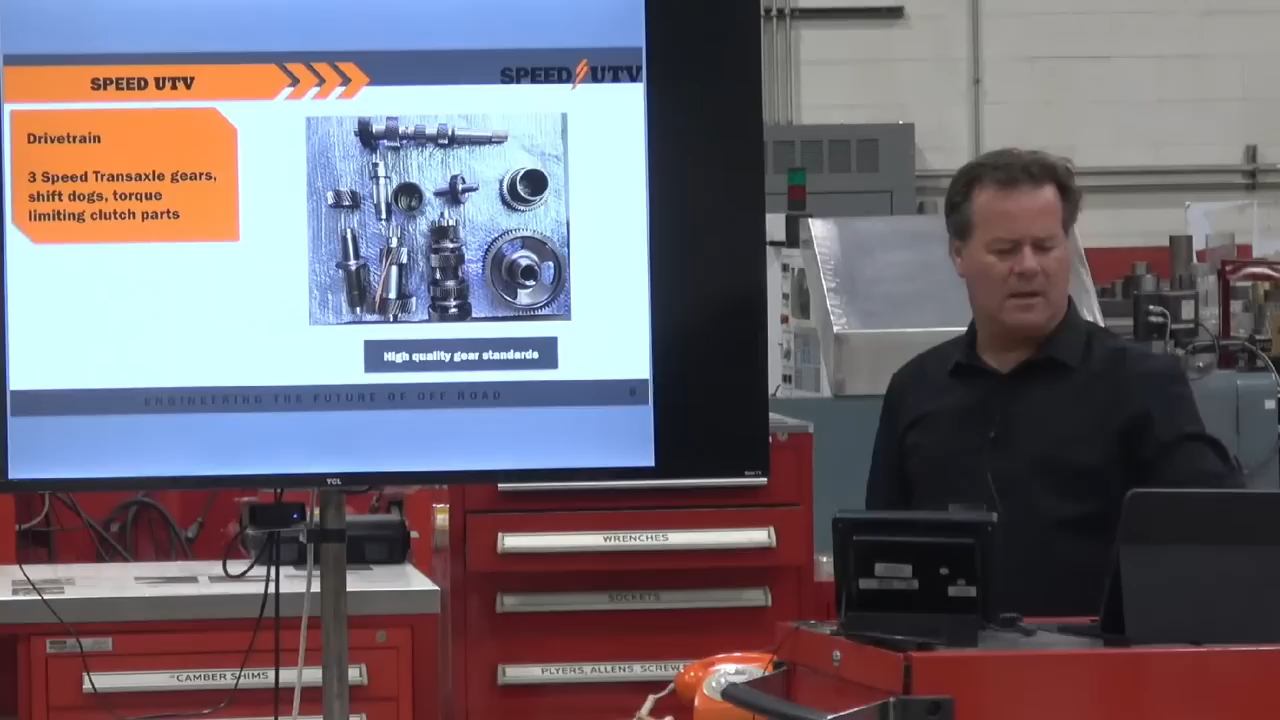 SPEED UTV
SPEED UTV
Drivetrain
3 Speed Transaxle gears,
shift dogs, torque
limiting clutch parts
High quality gear standards
ENGINEERING THE FUTURE OF OFF ROAD
TCL
WRENCHES
SOCKETS
PLYERS, ALLENS, SCREW
"CAMBER SHIMS